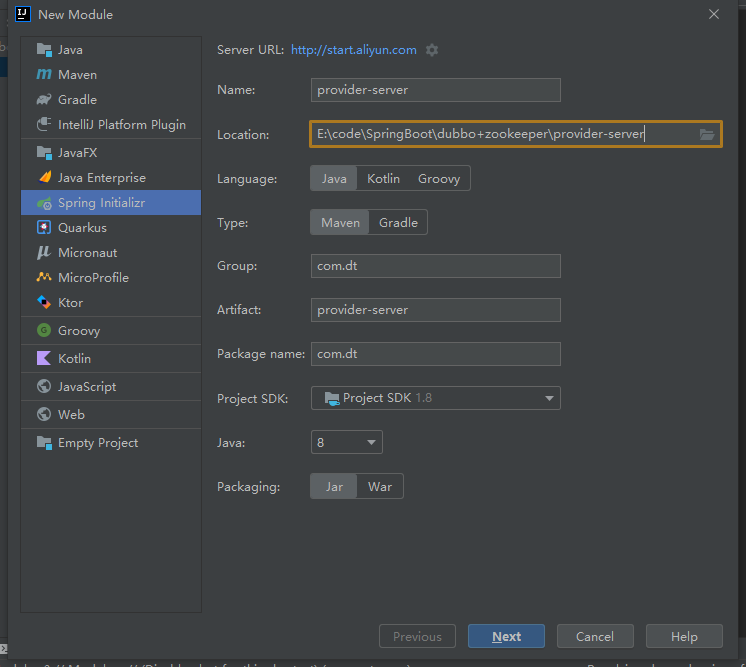 New Module
Java
Maven
Gradle
IntelliJ Platform Plugin
JavaFX
Java Enterprise
Spring Initializr
Quarkus
Micronaut
MicroProfile
Ktor
Groovy
Kotlin
JavaScript
Web
Empty Project
Server URL: http://start.aliyun.com
Name: provider-server
Location: E:\code\SpringBoot\dubbo+zookeeper\provider-server
Language: Java Kotlin Groovy
Type: Maven Gradle
Group: com.dt
Artifact: provider-server
Package name: com.dt
Project SDK: Project SDK 1.8
Java: 8
Packaging: Jar War
Previous Next Cancel Help